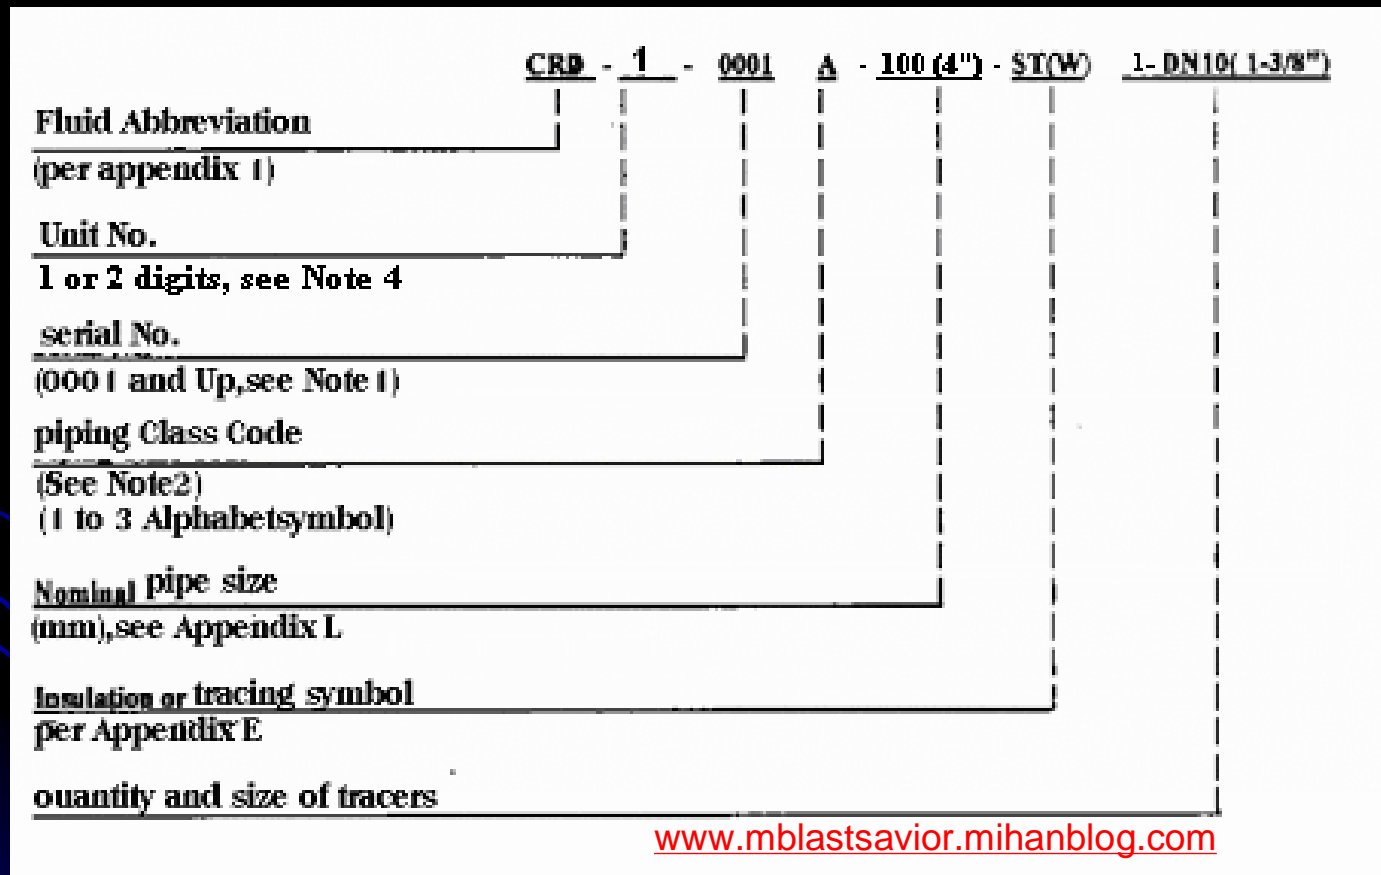 CRD - 1 - 0001 A - 100 (4") - ST(W) 1- DN10( 1-3/8")
Fluid Abbreviation
(per appendix 1)
Unit No.
1 or 2 digits, see Note 4
serial No.
(0001 and Up,see Note 1)
piping Class Code
(See Note2)
(1 to 3 Alphabetsymbol)
Nominal pipe size
(mm),see Appendix L
Insulation or tracing symbol
per Appendix E
ouantity and size of tracers
www.mblastsavior.mihanblog.com